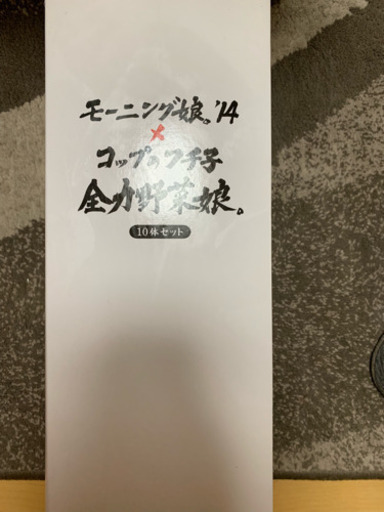 モーニング娘。'14
×
コップのフチ子
全力野菜娘。
10体セット